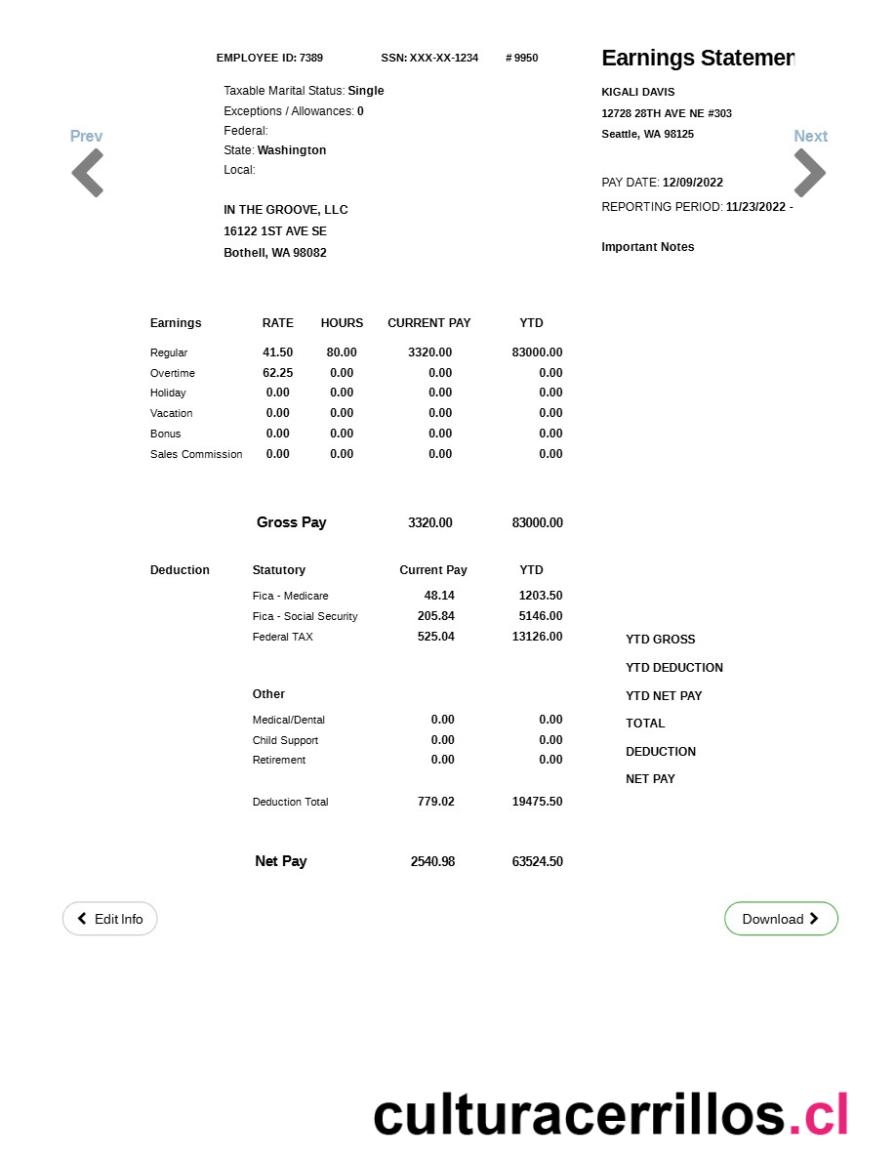 EMPLOYEE ID: 7389 SSN: XXX-XX-1234 # 9950
Earnings Statemen
Taxable Marital Status: Single
Exceptions / Allowances: 0
Federal:
State: Washington
Local:
KIGALI DAVIS
12728 28TH AVE NE #303
Seattle, WA 98125
Prev
Next
PAY DATE: 12/09/2022
REPORTING PERIOD: 11/23/2022 -
IN THE GROOVE, LLC
16122 1ST AVE SE
Bothell, WA 98082
Important Notes
Earnings RATE HOURS CURRENT PAY YTD
Regular 41.50 80.00 3320.00 83000.00
Overtime 62.25 0.00 0.00 0.00
Holiday 0.00 0.00 0.00 0.00
Vacation 0.00 0.00 0.00 0.00
Bonus 0.00 0.00 0.00 0.00
Sales Commission 0.00 0.00 0.00 0.00
Gross Pay 3320.00 83000.00
Deduction Statutory Current Pay YTD
Fica - Medicare 48.14 1203.50
Fica - Social Security 205.84 5146.00
Federal TAX 525.04 13126.00
Other
Medical/Dental 0.00 0.00
Child Support 0.00 0.00
Retirement 0.00 0.00
Deduction Total 779.02 19475.50
YTD GROSS
YTD DEDUCTION
YTD NET PAY
TOTAL
DEDUCTION
NET PAY
Net Pay 2540.98 63524.50
Edit Info
Download
culturacerrillos.cl